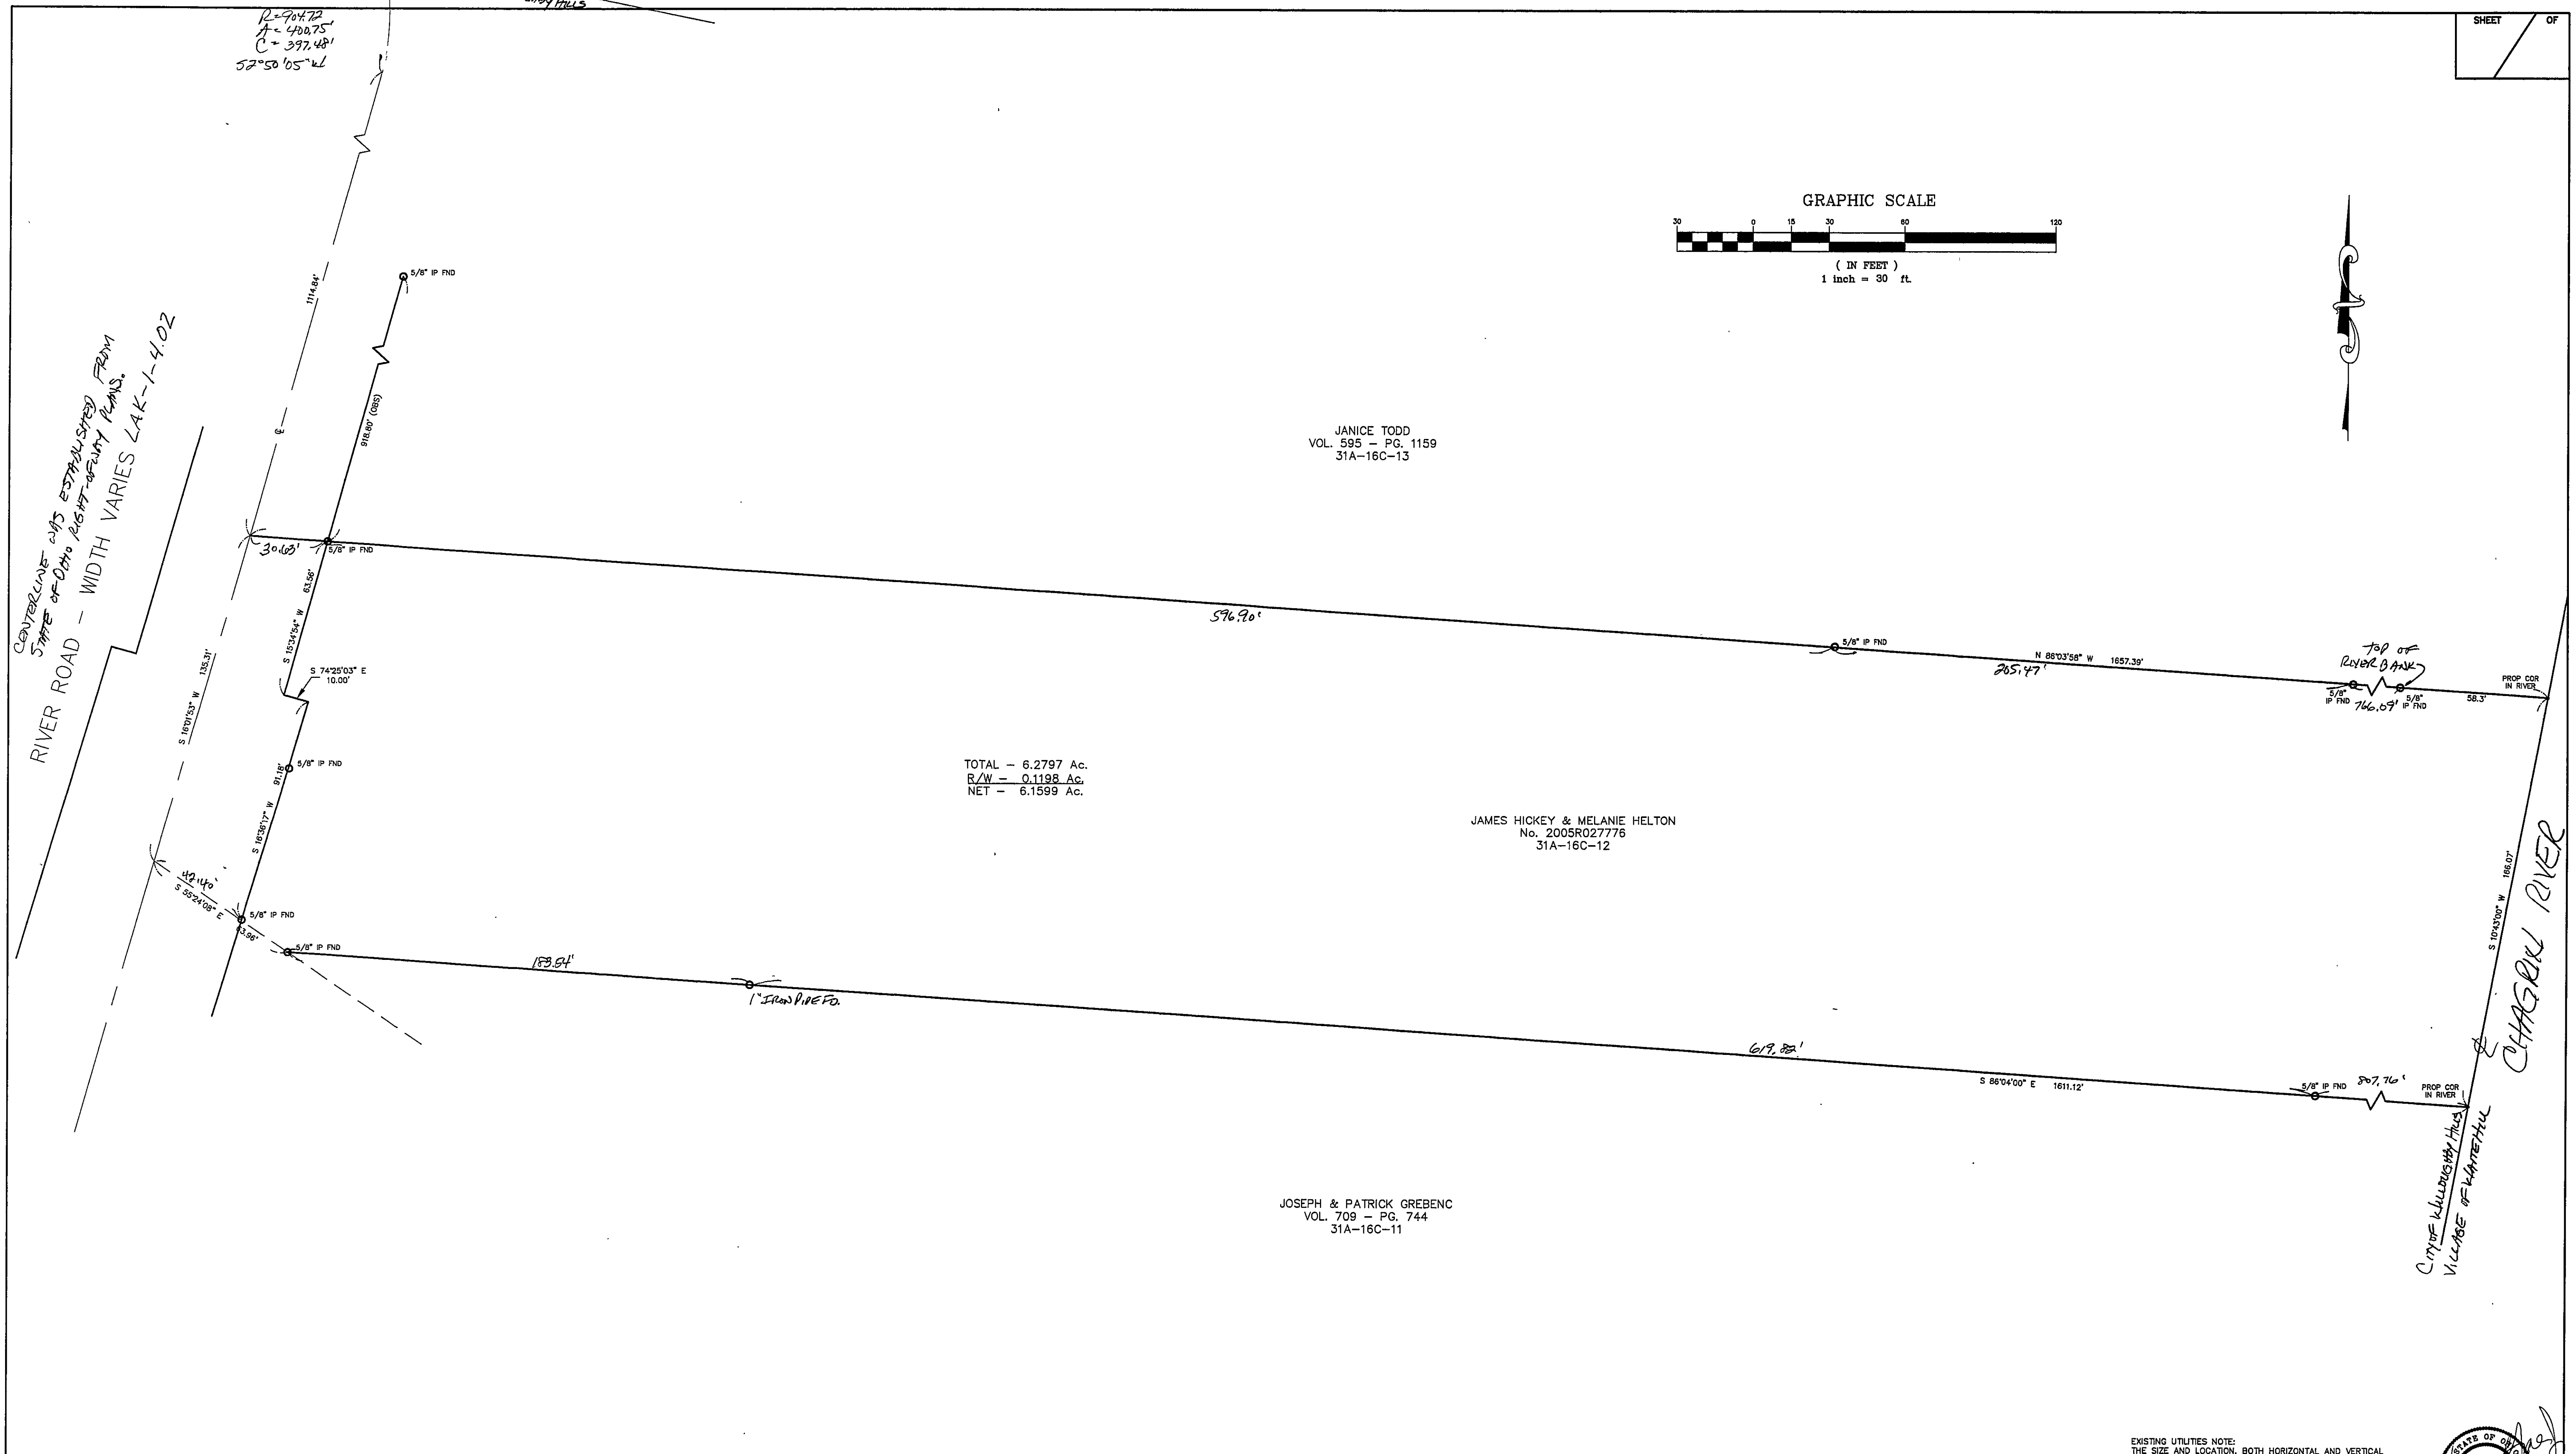 R=904.72
A= 400.75'
C= 397.48'
S2°50'05"W
HILLS
SHEET OF
GRAPHIC SCALE
30 0 15 30 60 120
( IN FEET )
1 inch = 30 ft.
1114.84'
5/8" IP FND
918.80' (OBS)
CENTERLINE WAS ESTABLISHED FROM
STATE OF OHIO RIGHT-OF-WAY PLANS.
RIVER ROAD - WIDTH VARIES LAK-1-4.02
JANICE TODD
VOL. 595 - PG. 1159
31A-16C-13
30.63'
5/8" IP FND
S 15°34'54" W 63.56'
596.90'
5/8" IP FND
N 86°03'58" W 1657.39'
205.47'
TOP OF
RIVER BANK
5/8"
IP FND
766.09'
5/8"
IP FND
58.3'
PROP COR
IN RIVER
S 74°25'03" E
10.00'
S 16°01'53" W 135.31'
5/8" IP FND
S 16°36'17" W 91.18'
TOTAL - 6.2797 Ac.
R/W - 0.1198 Ac.
NET - 6.1599 Ac.
JAMES HICKEY & MELANIE HELTON
No. 2005R027776
31A-16C-12
S 10°43'00" W 166.07'
CHAGRIN RIVER
42.40'
S 55°24'08" E
63.96'
5/8" IP FND
5/8" IP FND
183.54'
1" IRON PIPE FD.
619.82'
S 86°04'00" E 1611.12'
5/8" IP FND
807.76'
PROP COR
IN RIVER
CITY OF WILLOUGHBY HILLS
VILLAGE OF WAITE HILL
JOSEPH & PATRICK GREBENC
VOL. 709 - PG. 744
31A-16C-11
EXISTING UTILITIES NOTE:
THE SIZE AND LOCATION, BOTH HORIZONTAL AND VERTICAL
STATE OF